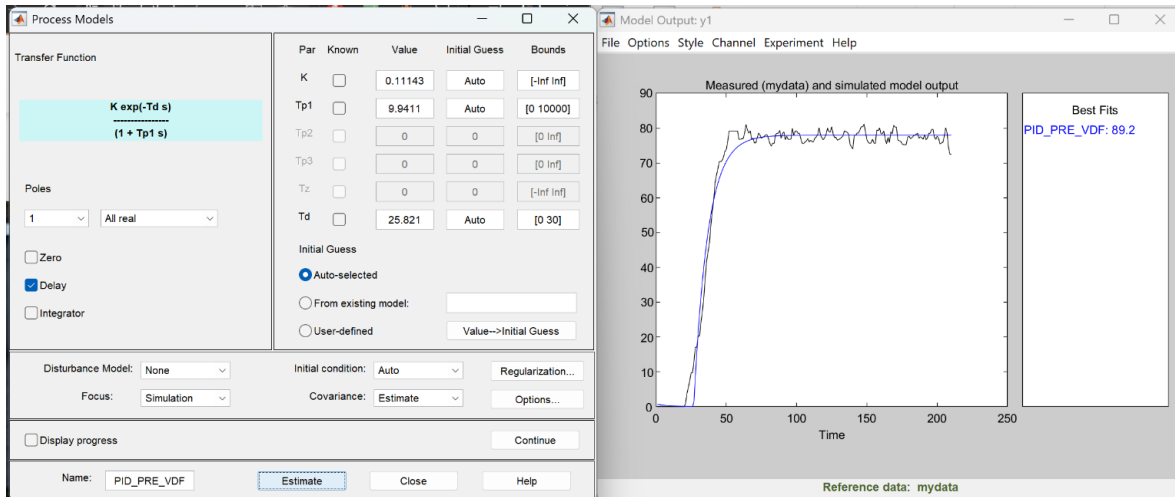 Process Models
Transfer Function
K exp(-Td s)
----------------
(1 + Tp1 s)
Poles
1 All real
Zero
Delay
Integrator
Par Known Value Initial Guess Bounds
K 0.11143 Auto [-Inf Inf]
Tp1 9.9411 Auto [0 10000]
Tp2 0 0 [0 Inf]
Tp3 0 0 [0 Inf]
Tz 0 0 [-Inf Inf]
Td 25.821 Auto [0 30]
Initial Guess
Auto-selected
From existing model:
User-defined Value-->Initial Guess
Disturbance Model: None Initial condition: Auto Regularization...
Focus: Simulation Covariance: Estimate Options...
Display progress Continue
Name: PID_PRE_VDF Estimate Close Help
Model Output: y1
File Options Style Channel Experiment Help
Measured (mydata) and simulated model output
90
80
70
60
50
40
30
20
10
0
0 50 100 150 200 250
Time
Best Fits
PID_PRE_VDF: 89.2
Reference data: mydata